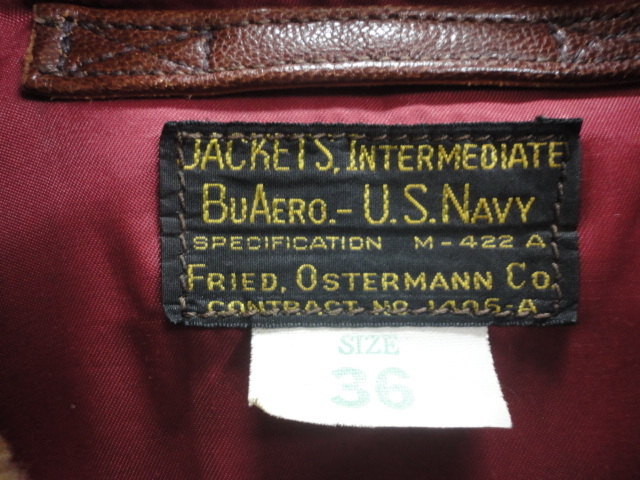 JACKETS, INTERMEDIATE
BUAERO.- U.S. NAVY
SPECIFICATION M-422 A
FRIED, OSTERMANN CO.
CONTRACT NO. 1405-A
SIZE
36